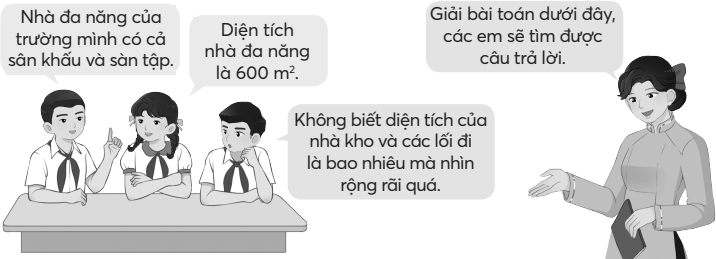 Nhà đa năng của
trường mình có cả
sân khấu và sàn tập.
Diện tích
nhà đa năng
là 600 m².
Không biết diện tích của
nhà kho và các lối đi
là bao nhiêu mà nhìn
rộng rãi quá.
Giải bài toán dưới đây,
các em sẽ tìm được
câu trả lời.